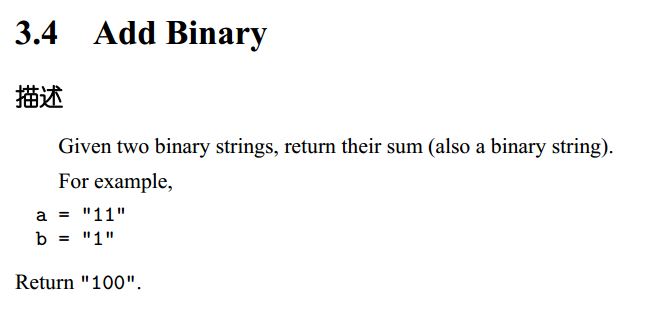 3.4 Add Binary
描述
Given two binary strings, return their sum (also a binary string).
For example,
a = "11"
b = "1"
Return "100".